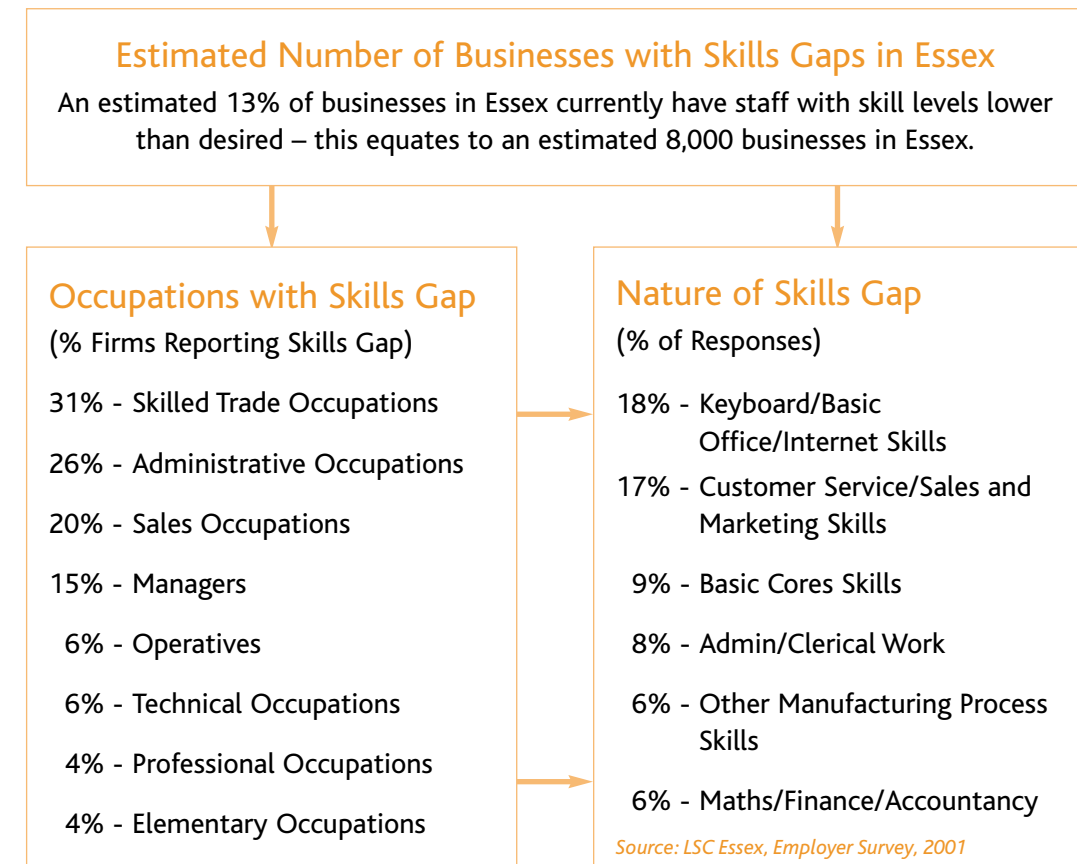 Estimated Number of Businesses with Skills Gaps in Essex
An estimated 13% of businesses in Essex currently have staff with skill levels lower
than desired – this equates to an estimated 8,000 businesses in Essex.
Occupations with Skills Gap
(% Firms Reporting Skills Gap)
31% - Skilled Trade Occupations
26% - Administrative Occupations
20% - Sales Occupations
15% - Managers
6% - Operatives
6% - Technical Occupations
4% - Professional Occupations
4% - Elementary Occupations
Nature of Skills Gap
(% of Responses)
18% - Keyboard/Basic
Office/Internet Skills
17% - Customer Service/Sales and
Marketing Skills
9% - Basic Cores Skills
8% - Admin/Clerical Work
6% - Other Manufacturing Process
Skills
6% - Maths/Finance/Accountancy
Source: LSC Essex, Employer Survey, 2001